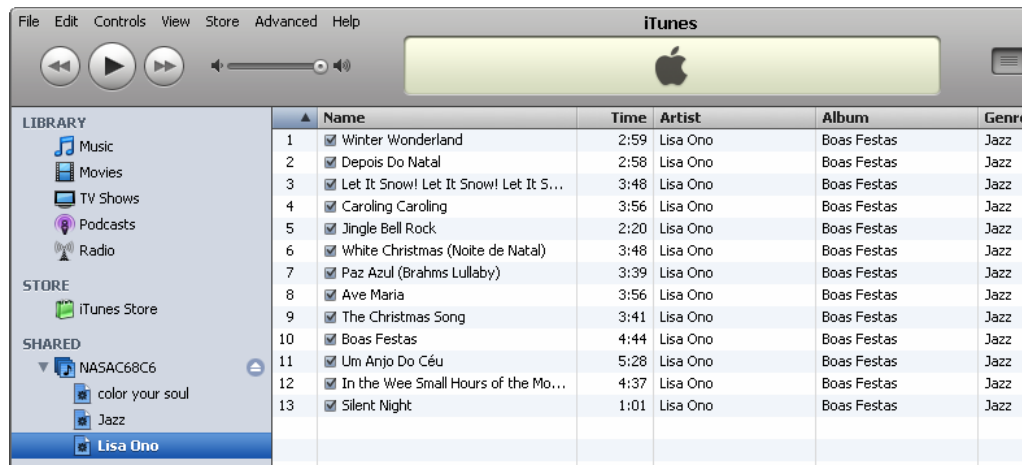 File Edit Controls View Store Advanced Help
iTunes
LIBRARY
Music
Movies
TV Shows
Podcasts
Radio
STORE
iTunes Store
SHARED
NASAC68C6
color your soul
Jazz
Lisa Ono
Name Time Artist Album Genre
1 Winter Wonderland 2:59 Lisa Ono Boas Festas Jazz
2 Depois Do Natal 2:58 Lisa Ono Boas Festas Jazz
3 Let It Snow! Let It Snow! Let It S... 3:48 Lisa Ono Boas Festas Jazz
4 Caroling Caroling 3:56 Lisa Ono Boas Festas Jazz
5 Jingle Bell Rock 2:20 Lisa Ono Boas Festas Jazz
6 White Christmas (Noite de Natal) 3:48 Lisa Ono Boas Festas Jazz
7 Paz Azul (Brahms Lullaby) 3:39 Lisa Ono Boas Festas Jazz
8 Ave Maria 3:56 Lisa Ono Boas Festas Jazz
9 The Christmas Song 3:41 Lisa Ono Boas Festas Jazz
10 Boas Festas 4:44 Lisa Ono Boas Festas Jazz
11 Um Anjo Do Céu 5:28 Lisa Ono Boas Festas Jazz
12 In the Wee Small Hours of the Mo... 4:37 Lisa Ono Boas Festas Jazz
13 Silent Night 1:01 Lisa Ono Boas Festas Jazz